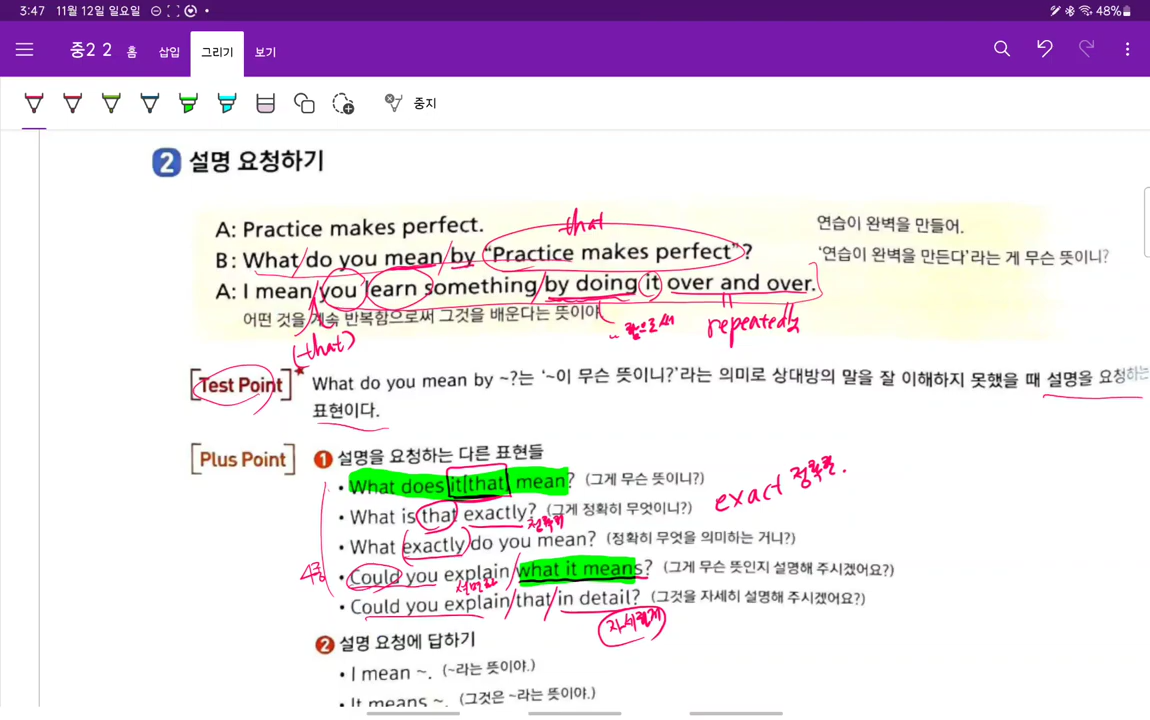 3:47 11월 12일 일요일 48%
중2 2 홈 삽입 그리기 보기
중지
2 설명 요청하기
A: Practice makes perfect. 연습이 완벽을 만들어.
that
B: What do you mean by “Practice makes perfect”? ‘연습이 완벽을 만든다’라는 게 무슨 뜻이니?
A: I mean you learn something by doing it over and over.
어떤 것을 계속 반복함으로써 그것을 배운다는 뜻이야.
함으로써 repeatedly
(that)
[Test Point] What do you mean by ~?는 ‘~이 무슨 뜻이니?’라는 의미로 상대방의 말을 잘 이해하지 못했을 때 설명을 요청하는
표현이다.
[Plus Point] 1 설명을 요청하는 다른 표현들
• What does it[that] mean? (그게 무슨 뜻이니?)
exact 정확한.
• What is that exactly? (그게 정확히 무엇이니?)
정확히
• What exactly do you mean? (정확히 무엇을 의미하는 거니?)
• Could you explain what it means? (그게 무슨 뜻인지 설명해 주시겠어요?)
설명하다
• Could you explain that in detail? (그것을 자세히 설명해 주시겠어요?)
자세하게
2 설명 요청에 답하기
• I mean ~. (~라는 뜻이야.)
• It means ~. (그것은 ~라는 뜻이야.)